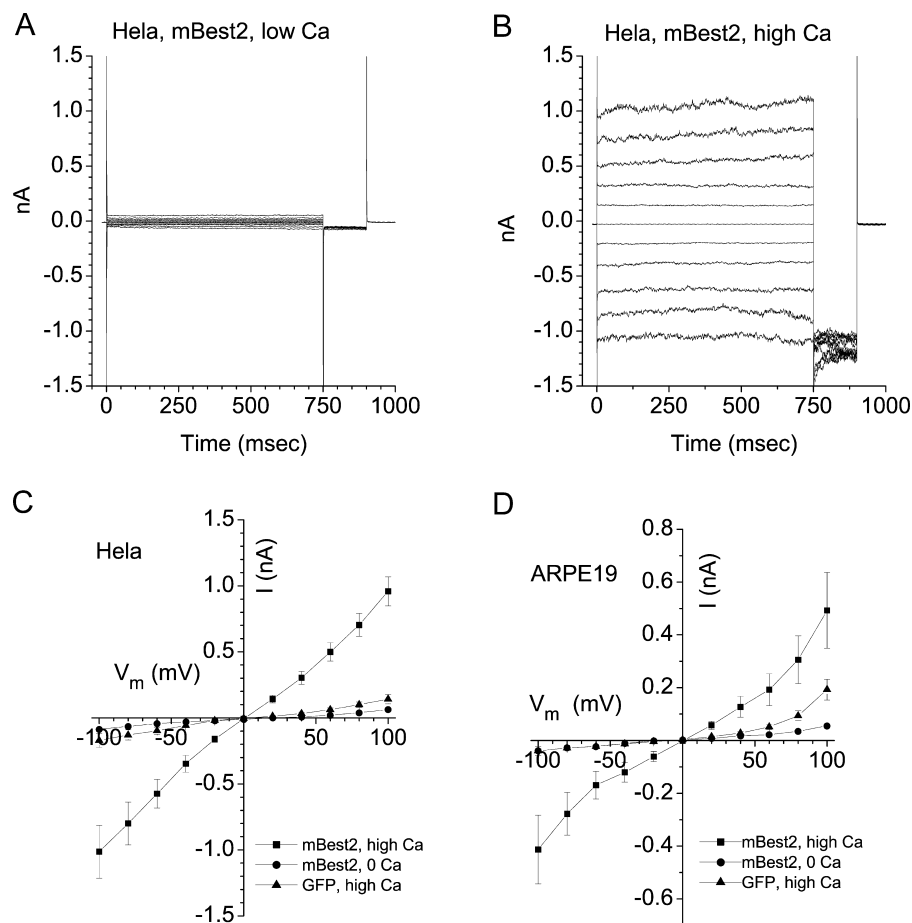 A
Hela, mBest2, low Ca
1.5
1.0
0.5
0.0
-0.5
-1.0
-1.5
nA
0 250 500 750 1000
Time (msec)
B
Hela, mBest2, high Ca
1.5
1.0
0.5
0.0
-0.5
-1.0
-1.5
nA
0 250 500 750 1000
Time (msec)
C
Hela
1.5
1.0
0.5
-0.5
-1.0
-1.5
I (nA)
Vm (mV)
-100 -50 50 100
mBest2, high Ca
mBest2, 0 Ca
GFP, high Ca
D
ARPE19
0.8
0.6
0.4
0.2
-0.2
-0.4
-0.6
I (nA)
Vm (mV)
-100 -50 0 50 100
mBest2, high Ca
mBest2, 0 Ca
GFP, high Ca